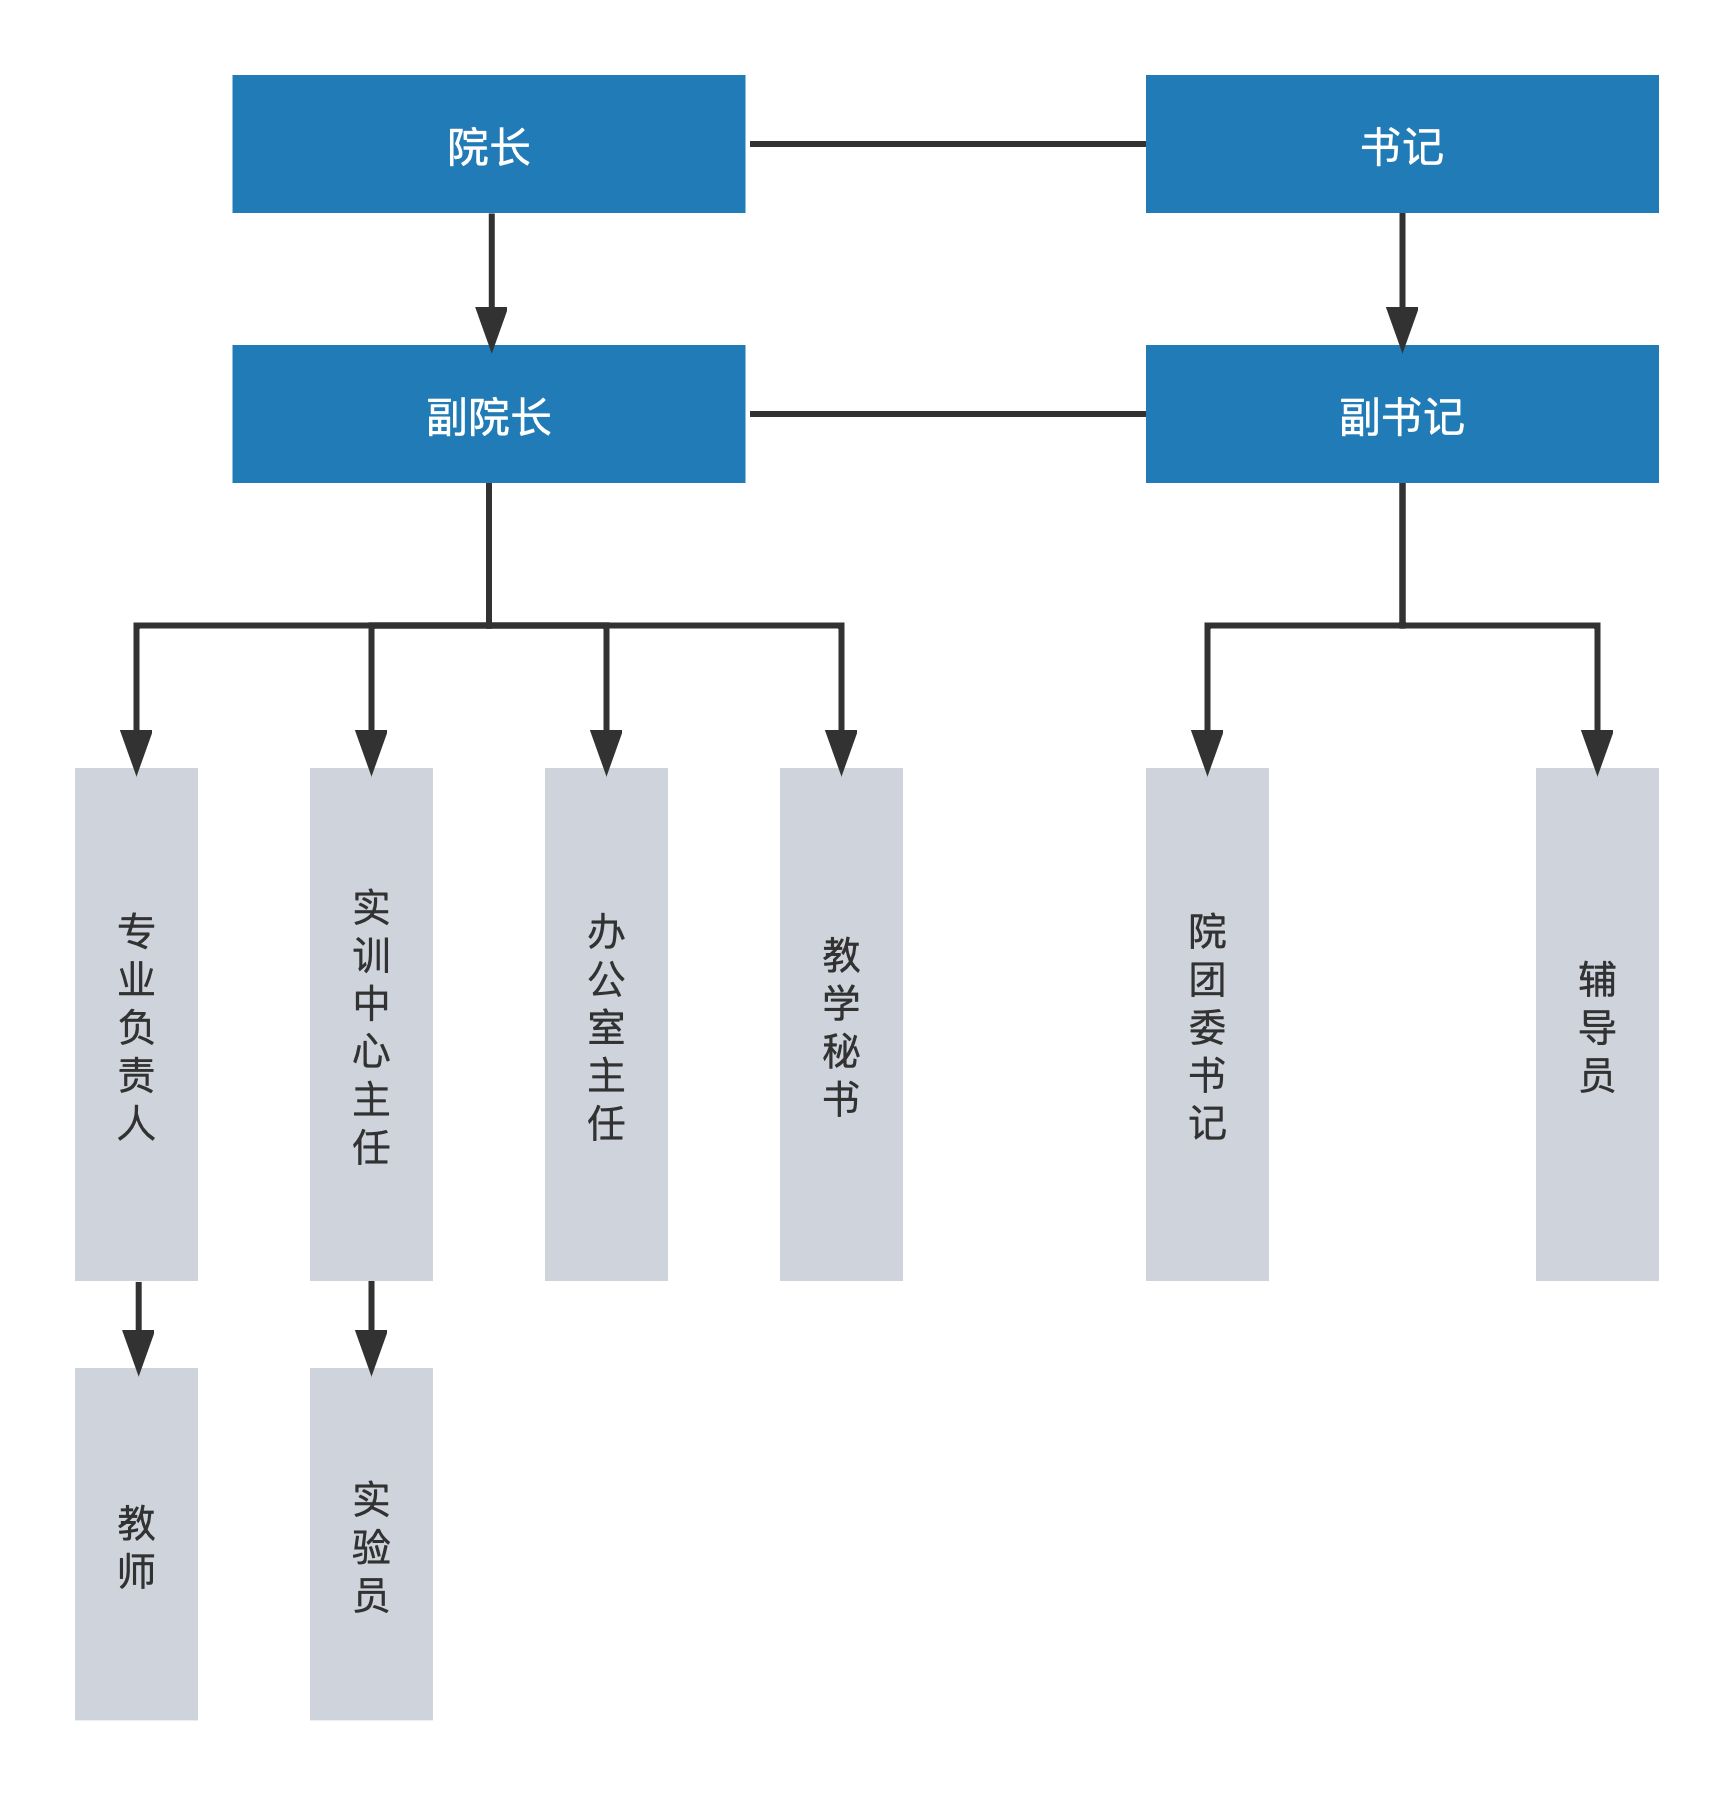 院长
书记
副院长
副书记
专业负责人
实训中心主任
办公室主任
教学秘书
院团委书记
辅导员
教师
实验员